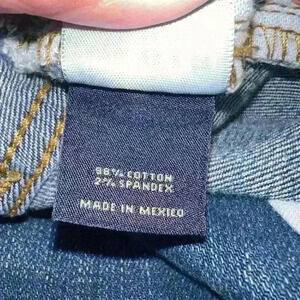 98% COTTON
2% SPANDEX
MADE IN MEXICO